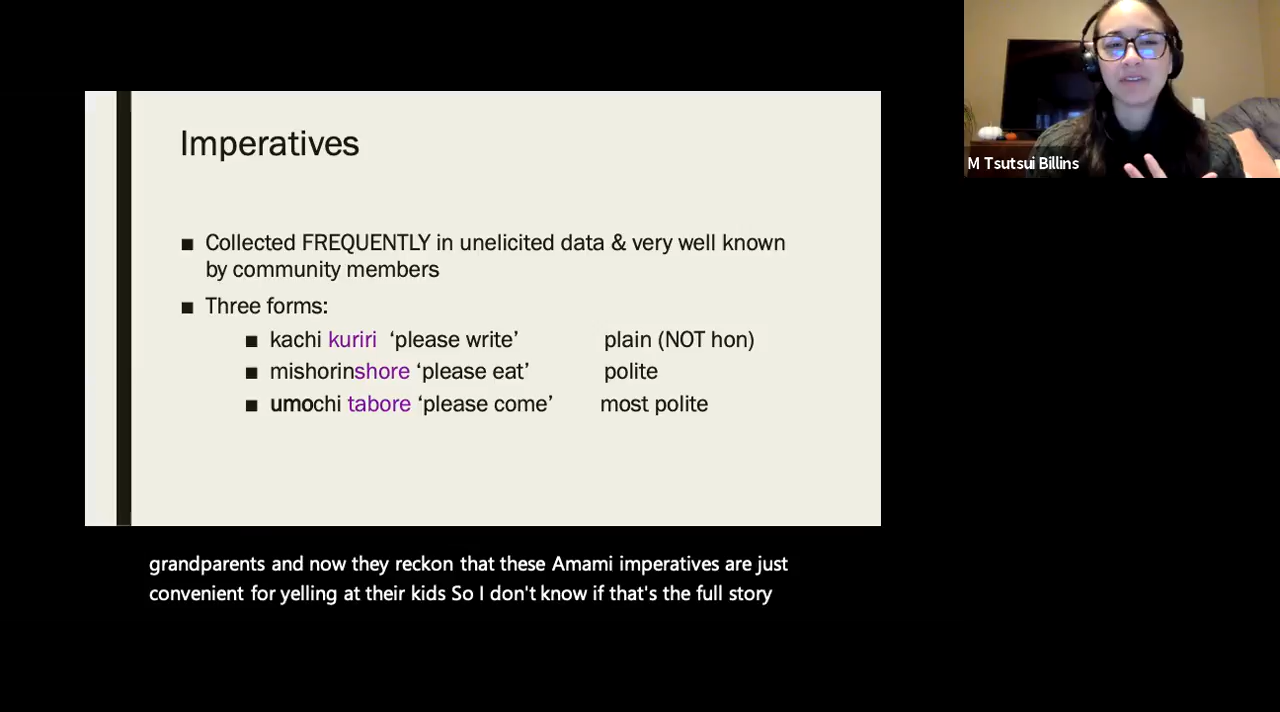 M Tsutsui Billins
Imperatives
■ Collected FREQUENTLY in unelicited data & very well known
by community members
■ Three forms:
■ kachi kuriri ‘please write’ plain (NOT hon)
■ mishorinshore ‘please eat’ polite
■ umochi tabore ‘please come’ most polite
grandparents and now they reckon that these Amami imperatives are just
convenient for yelling at their kids So I don't know if that's the full story